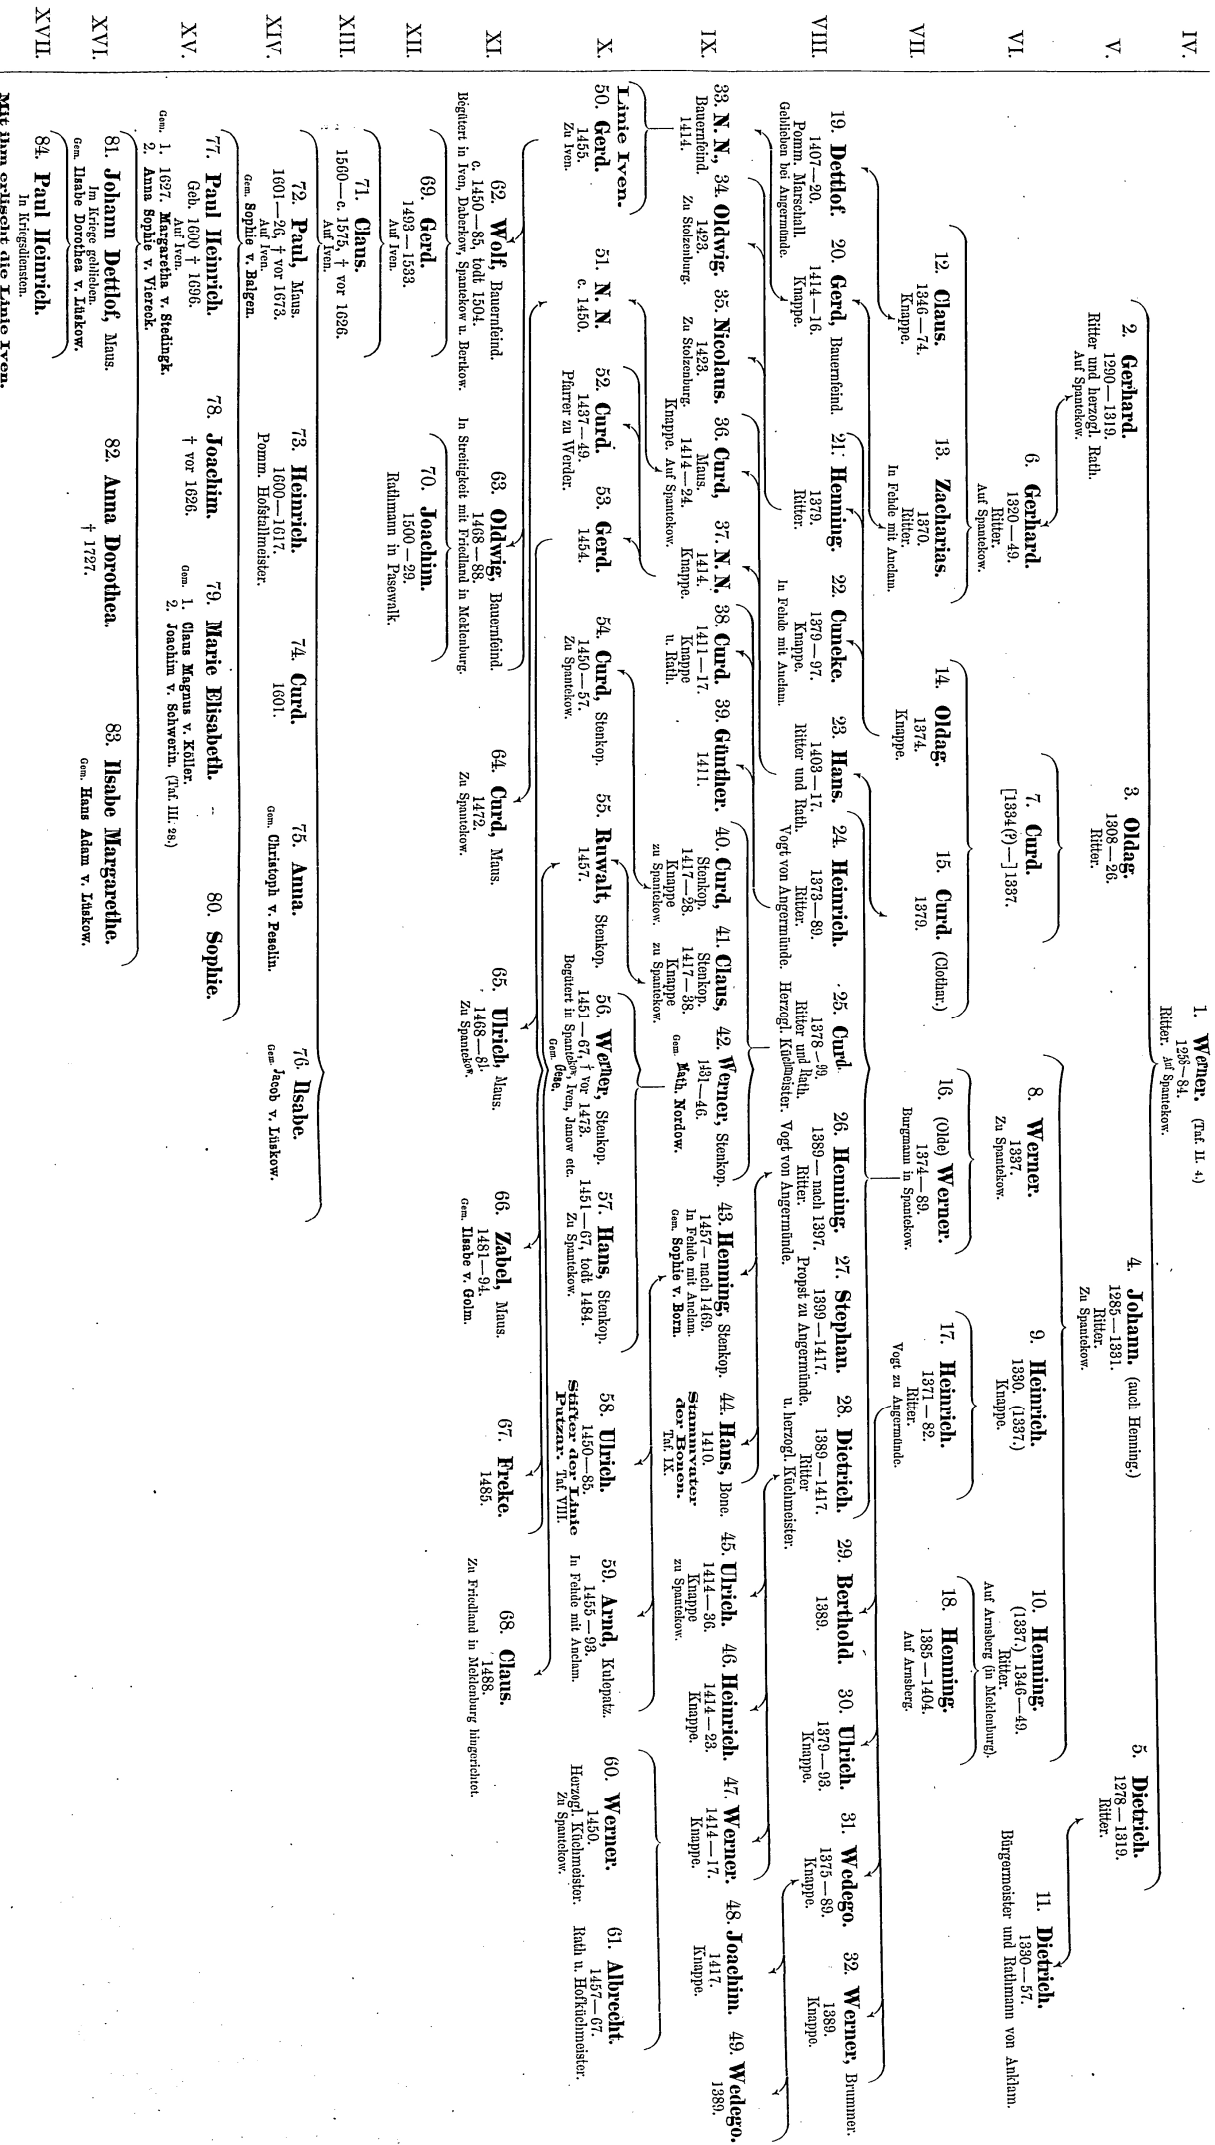 IV.
1. Werner. (Taf. II. 4.)
1258—84.
Ritter. Auf Spantekow.
V.
2. Gerhard.
1290—1319.
Ritter und herzogl. Rath.
Auf Spantekow.
3. Oldag.
1308—26.
Ritter.
4. Johann. (auch Henning.)
1285—1331.
Ritter.
Zu Spantekow.
5. Dietrich.
1278—1319.
Ritter.
VI.
6. Gerhard.
1320—49.
Ritter.
Auf Spantekow.
7. Curd.
[1334(?)—]1337.
8. Werner.
1337.
Zu Spantekow.
9. Heinrich.
1330. (1337.)
Knappe.
10. Henning.
(1337.) 1346—49.
Ritter.
Auf Arnsberg (in Meklenburg).
11. Dietrich.
1330—57.
Bürgermeister und Rathmann von Anklam.
VII.
12. Claus.
1346—74.
Knappe.
13. Zacharias.
1370.
Ritter.
In Fehde mit Anclam.
14. Oldag.
1374.
Knappe.
15. Curd. (Clothar.)
1379.
16. (Olde) Werner.
1374—89.
Burgmann in Spantekow.
17. Heinrich.
1371—82.
Ritter.
Vogt zu Angermünde.
18. Henning.
1385—1404.
Auf Arnsberg.
VIII.
19. Dettlof.
1407—20.
Pomm. Marschall.
Geblieben bei Angermünde.
20. Gerd, Bauernfeind.
1414—16.
Knappe.
21. Henning.
1379.
Ritter.
22. Cuneke.
1379—97.
Knappe.
In Fehde mit Anclam.
23. Hans.
1403—17.
Ritter und Rath.
Vogt von Angermünde.
24. Heinrich.
1373—89.
Ritter.
25. Curd
1378—99.
Ritter und Rath.
Herzogl. Küchmeister. Vogt von Angermünde.
26. Henning.
1389— nach 1397.
Ritter.
27. Stephan.
1399—1417.
Propst zu Angermünde.
28. Dietrich.
1389—1417.
Ritter
u. herzogl. Küchmeister.
29. Berthold.
1389.
30. Ulrich.
1379—93.
Knappe.
31. Wedego.
1375—89.
Knappe.
32. Werner, Brummer.
1389.
Knappe.
IX.
33. N. N.,
Bauernfeind.
1414.
34. Oldwig.
1423.
Zu Stolzenburg.
35. Nicolaus.
1423.
Zu Stolzenburg.
36. Curd,
Maus.
1414—24.
Knappe. Auf Spantekow.
37. N. N.
1414.
Knappe.
38. Curd.
1411—17.
Knappe
u. Rath.
39. Günther.
1411.
40. Curd,
Stenkop.
1417—28.
Knappe
zu Spantekow.
41. Claus,
Stenkop.
1417—38.
Knappe
zu Spantekow.
42. Werner, Stenkop.
1431—46.
Gem. Math. Nordow.
43. Henning, Stenkop.
1457— nach 1469.
In Fehde mit Anclam.
Gem. Sophie v. Born.
44. Hans, Bone.
1410.
Stammvater
der Bonen.
Taf. IX.
45. Ulrich.
1414—36.
Knappe
zu Spantekow.
46. Heinrich.
1414—23.
Knappe.
47. Werner.
1414—17.
Knappe.
48. Joachim.
1417.
Knappe.
49. Wedego.
1389.
X.
Linie Iven.
50. Gerd.
1455.
Zu Iven.
51. N. N.
c. 1450.
52. Curd.
1437—49.
Pfarrer zu Werder.
53. Gerd.
1454.
54. Curd, Stenkop.
1450—57.
Zu Spantekow.
55. Ruwalt, Stenkop.
1457.
56. Werner, Stenkop.
1451—67, † vor 1473.
Begütert in Spantekow, Iven, Janow etc.
Gem. Gese.
57. Hans, Stenkop.
1451—67, todt 1484.
Zu Spantekow.
58. Ulrich.
1450—85.
Stifter der Linie
Putzar. Taf. VIII.
59. Arnd, Kulepatz.
1455—93.
In Fehde mit Anclam.
60. Werner.
1450.
Herzogl. Küchmeister.
Zu Spantekow.
61. Albrecht.
1457—67.
Rath u. Hofküchmeister.
XI.
62. Wolf, Bauernfeind.
c. 1450—85, todt 1504.
Begütert in Iven, Daberkow, Spantekow u. Bertkow.
63. Oldwig, Bauernfeind.
1468—88.
In Streitigkeit mit Friedland in Meklenburg.
64. Curd, Maus.
1472.
Zu Spantekow.
65. Ulrich, Maus.
1468—81.
Zu Spantekow.
66. Zabel, Maus.
1481—94.
Gem. Ilsabe v. Golm.
67. Freke.
1485.
68. Claus.
1488.
Zu Friedland in Meklenburg hingerichtet.
XII.
69. Gerd.
1493—1533.
Auf Iven.
70. Joachim.
1500—29.
Rathmann in Pasewalk.
XIII.
71. Claus.
1560—c. 1575, † vor 1626.
Auf Iven.
XIV.
72. Paul, Maus.
1601—26, † vor 1673.
Auf Iven.
Gem. Sophie v. Balgen.
73. Heinrich.
1600—1617.
Pomm. Hofstallmeister.
74. Curd.
1601.
75. Anna.
Gem. Christoph v. Peselin.
76. Ilsabe.
Gem. Jacob v. Lüskow.
XV.
77. Paul Heinrich.
Geb. 1600 † 1696.
Auf Iven.
Gem. 1. 1627. Margaretha v. Stedingk.
2. Anna Sophie v. Viereck.
78. Joachim.
† vor 1626.
79. Marie Elisabeth.
Gem. 1. Claus Magnus v. Köller.
2. Joachim v. Schwerin. (Taf. III. 28.)
80. Sophie.
XVI.
81. Johann Dettlof, Maus.
Im Kriege geblieben.
Gem. Ilsabe Dorothea v. Lüskow.
82. Anna Dorothea.
† 1727.
83. Ilsabe Margarethe.
Gem. Hans Adam v. Lüskow.
XVII.
84. Paul Heinrich.
In Kriegsdiensten.
Mit ihm erlischt die Linie Iven.